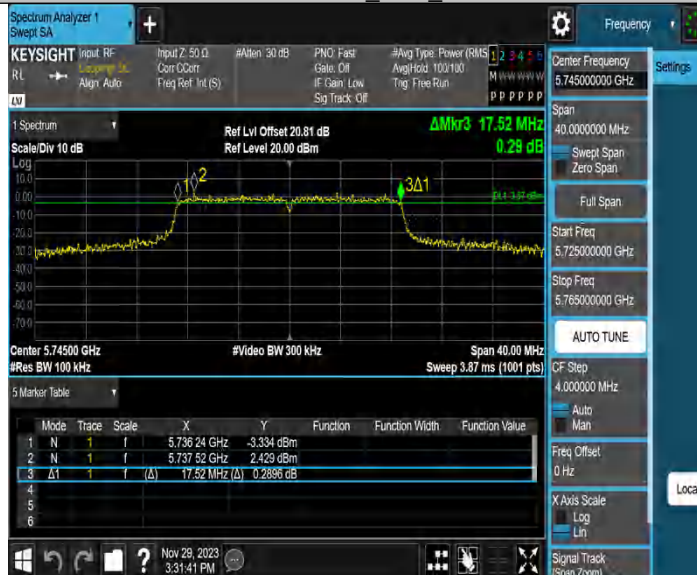 Spectrum Analyzer 1
Swept SA
+
Frequency
KEYSIGHT Input: RF
RL
Align: Auto
Input Z: 50 Ω
Corr CCorr
Freq Ref: Int (S)
#Atten: 30 dB
PNO: Fast
Gate: Off
IF Gain: Low
Sig Track: Off
#Avg Type: Power (RMS
Avg|Hold: 100/100
Trig: Free Run
1 2 3 4 5 6
M W W W W W
P P P P P P
1 Spectrum
Scale/Div 10 dB
Ref Lvl Offset 20.81 dB
Ref Level 20.00 dBm
ΔMkr3 17.52 MHz
0.29 dB
Log
10.0
0.00
-10.0
-20.0
-30.0
-40.0
-50.0
-60.0
-70.0
1
2
3Δ1
Center 5.74500 GHz
#Res BW 100 kHz
#Video BW 300 kHz
Span 40.00 MHz
Sweep 3.87 ms (1001 pts)
5 Marker Table
Mode Trace Scale X Y Function Function Width Function Value
1 N 1 f 5.736 24 GHz -3.334 dBm
2 N 1 f 5.737 52 GHz 2.429 dBm
3 Δ1 1 f (Δ) 17.52 MHz (Δ) 0.2896 dB
4
5
6
Nov 29, 2023
3:31:41 PM
?
Center Frequency
5.745000000 GHz
Settings
Span
40.0000000 MHz
Swept Span
Zero Span
Full Span
Start Freq
5.725000000 GHz
Stop Freq
5.765000000 GHz
AUTO TUNE
CF Step
4.000000 MHz
Auto
Man
Freq Offset
0 Hz
X Axis Scale
Log
Lin
Signal Track
(Span Zoom)
Loca